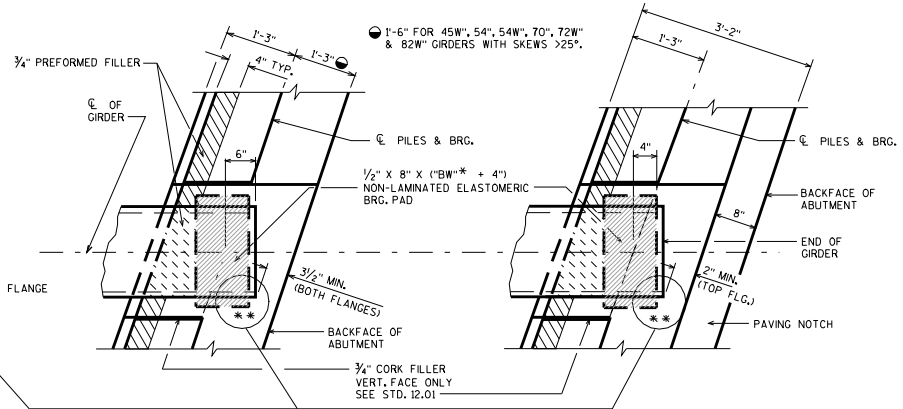 1'-3"
1'-3"
1'-6" FOR 45W", 54", 54W", 70", 72W"
& 82W" GIRDERS WITH SKEWS >25°.
3'-2"
1'-3"
3/4" PREFORMED FILLER
4" TYP.
℄ OF
GIRDER
℄ PILES & BRG.
℄ PILES & BRG.
6"
4"
1/2" X 8" X ("BW"* + 4")
NON-LAMINATED ELASTOMERIC
BRG. PAD
BACKFACE OF
ABUTMENT
8"
END OF
GIRDER
FLANGE
3 1/2" MIN.
(BOTH FLANGES)
2" MIN.
(TOP FLG.)
**
**
BACKFACE OF
ABUTMENT
PAVING NOTCH
3/4" CORK FILLER
VERT. FACE ONLY
SEE STD. 12.01